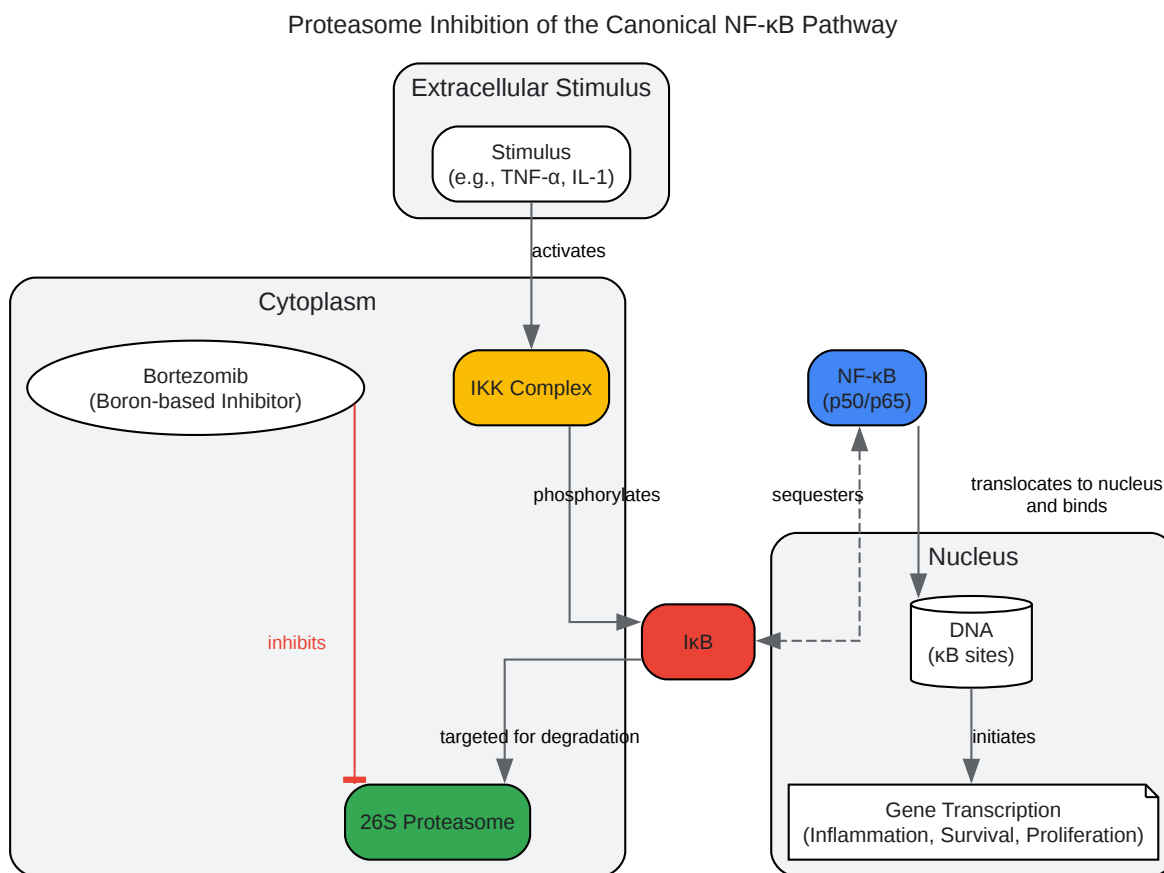 Proteasome Inhibition of the Canonical NF-κB Pathway
Extracellular Stimulus
Stimulus
(e.g., TNF-α, IL-1)
activates
Cytoplasm
Bortezomib
(Boron-based Inhibitor)
IKK Complex
NF-κB
(p50/p65)
phosphorylates
sequesters
translocates to nucleus
and binds
Nucleus
inhibits
IκB
DNA
(κB sites)
targeted for degradation
initiates
26S Proteasome
Gene Transcription
(Inflammation, Survival, Proliferation)